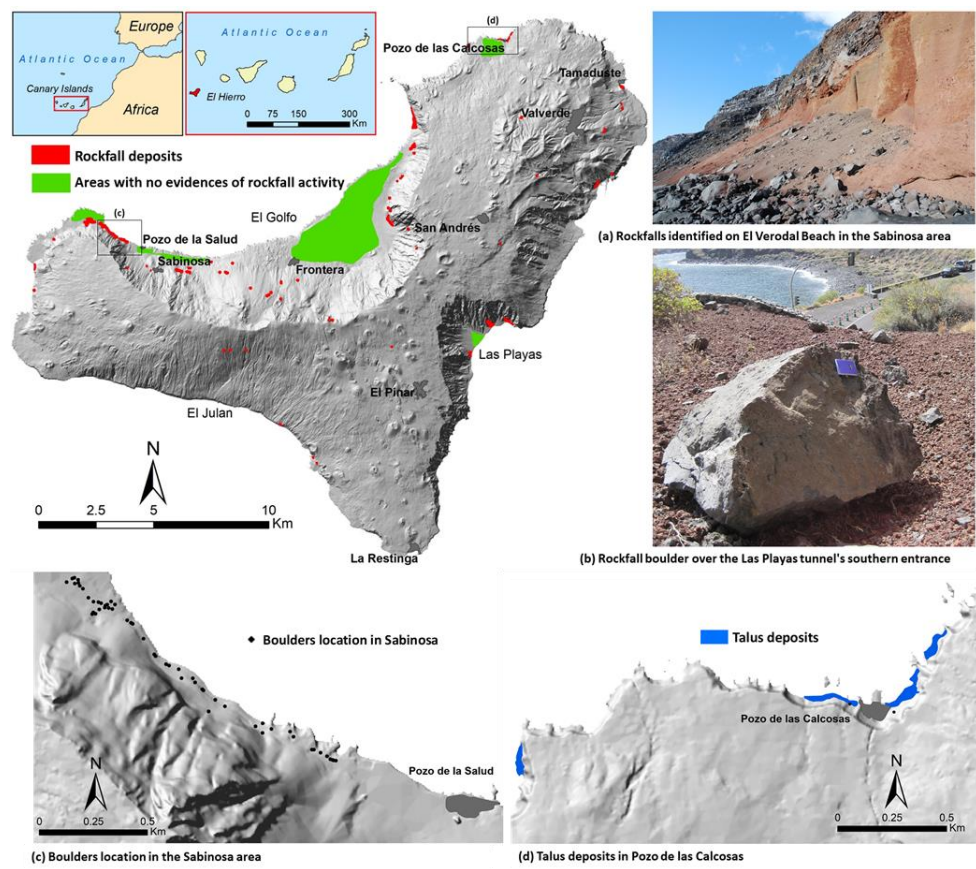 Europe
Atlantic Ocean
Canary Islands
Africa
Atlantic Ocean
El Hierro
0 75 150 225 300
Km
Rockfall deposits
Areas with no evidences of rockfall activity
(d)
Pozo de las Calcosas
Tamaduste
Valverde
(c)
El Golfo
Pozo de la Salud
San Andrés
Sabinosa
Frontera
Las Playas
El Pinar
El Julan
N
0 2.5 5 10
Km
La Restinga
(a) Rockfalls identified on El Verodal Beach in the Sabinosa area
(b) Rockfall boulder over the Las Playas tunnel's southern entrance
Boulders location in Sabinosa
Pozo de la Salud
N
0 0.25 0.5
Km
(c) Boulders location in the Sabinosa area
Talus deposits
Pozo de las Calcosas
N
0 0.25 0.5
Km
(d) Talus deposits in Pozo de las Calcosas